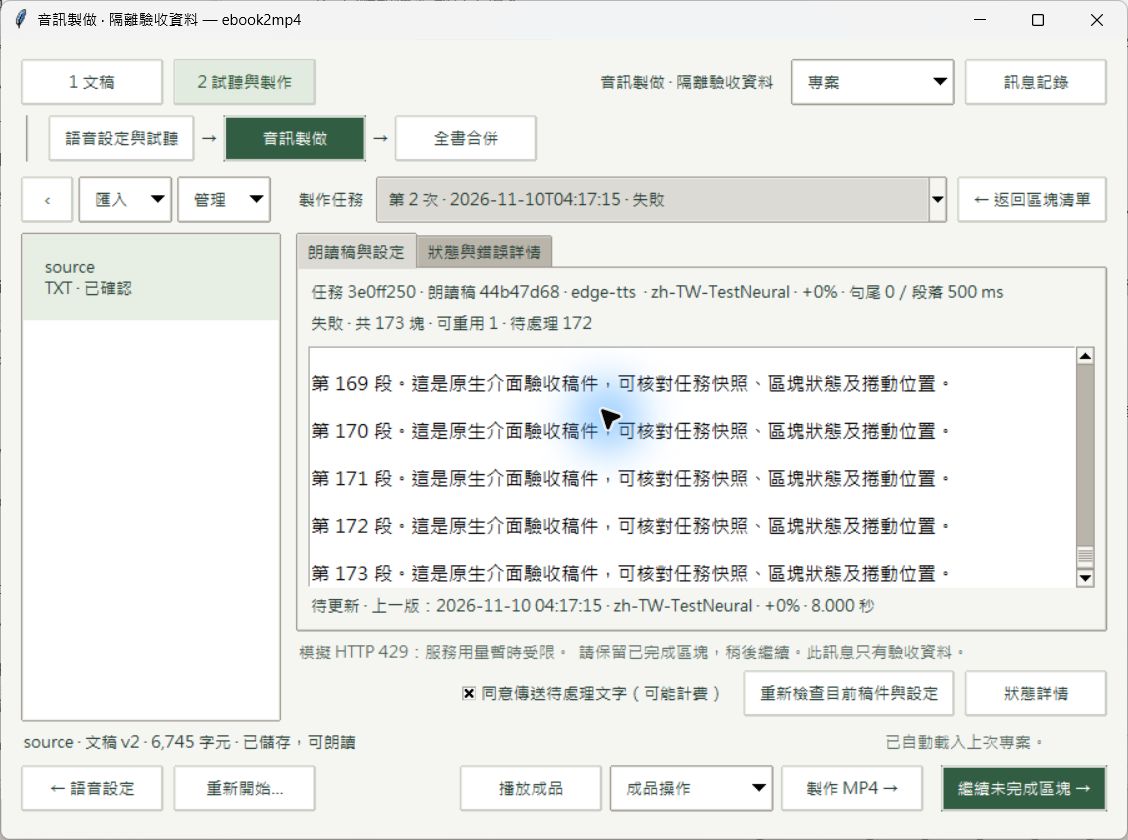 音訊製做 · 隔離驗收資料 — ebook2mp4
1 文稿
2 試聽與製作
音訊製做 · 隔離驗收資料
專案
訊息記錄
語音設定與試聽
→
音訊製做
→
全書合併
‹
匯入
管理
製作任務
第 2 次 · 2026-11-10T04:17:15 · 失敗
← 返回區塊清單
source
TXT · 已確認
朗讀稿與設定
狀態與錯誤詳情
任務 3e0ff250 · 朗讀稿 44b47d68 · edge-tts · zh-TW-TestNeural · +0% · 句尾 0 / 段落 500 ms
失敗 · 共 173 塊 · 可重用 1 · 待處理 172
第 169 段。這是原生介面驗收稿件，可核對任務快照、區塊狀態及捲動位置。
第 170 段。這是原生介面驗收稿件，可核對任務快照、區塊狀態及捲動位置。
第 171 段。這是原生介面驗收稿件，可核對任務快照、區塊狀態及捲動位置。
第 172 段。這是原生介面驗收稿件，可核對任務快照、區塊狀態及捲動位置。
第 173 段。這是原生介面驗收稿件，可核對任務快照、區塊狀態及捲動位置。
待更新 · 上一版：2026-11-10 04:17:15 · zh-TW-TestNeural · +0% · 8.000 秒
模擬 HTTP 429：服務用量暫時受限。 請保留已完成區塊，稍後繼續。此訊息只有驗收資料。
同意傳送待處理文字（可能計費）
重新檢查目前稿件與設定
狀態詳情
source · 文稿 v2 · 6,745 字元 · 已儲存，可朗讀
已自動載入上次專案。
← 語音設定
重新開始...
播放成品
成品操作
製作 MP4 →
繼續未完成區塊 →